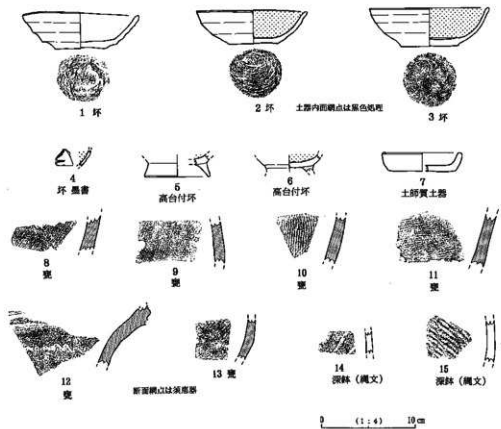 1 坏
2 坏
土器内面網点は黒色処理
3 坏
4
坏 墨書
5
高台付坏
6
高台付坏
7
土師質土器
8
甕
9
甕
10
甕
11
甕
12
甕
断面網点は須恵器
13 甕
14
深鉢(縄文)
15
深鉢(縄文)
0 (1:4) 10cm